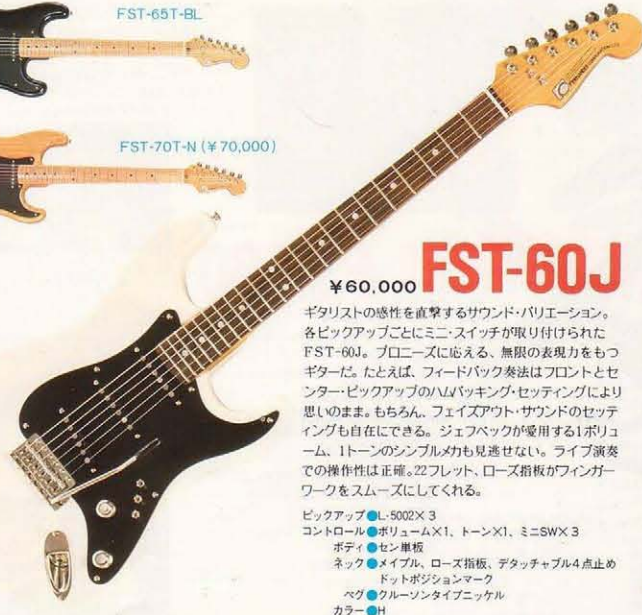 FST-65T-BL
FST-70T-N (¥70,000)
¥60,000 FST-60J
ギタリストの感性を直撃するサウンド・バリエーション。
各ピックアップごとにミニ・スイッチが取り付けられた
FST-60J。プロニーズに応える、無限の表現力をもつ
ギターだ。たとえば、フィードバック奏法はフロントとセ
ンター・ピックアップのハムバッキング・セッティングにより
思いのまま。もちろん、フェイズアウト・サウンドのセッテ
ィングも自在にできる。ジェフベックが愛用する1ボリュ
ーム、1トーンのシンプルメカも見逃せない。ライブ演奏
での操作性は正確。22フレット、ローズ指板がフィンガー
ワークをスムーズにしてくれる。
ピックアップ●L-5002×3
コントロール●ボリューム×1、トーン×1、ミニSW×3
ボディ●セン単板
ネック●メイプル、ローズ指板、デタッチャブル4点止め
ドットポジションマーク
ペグ●クルーソンタイプニッケル
カラー●H